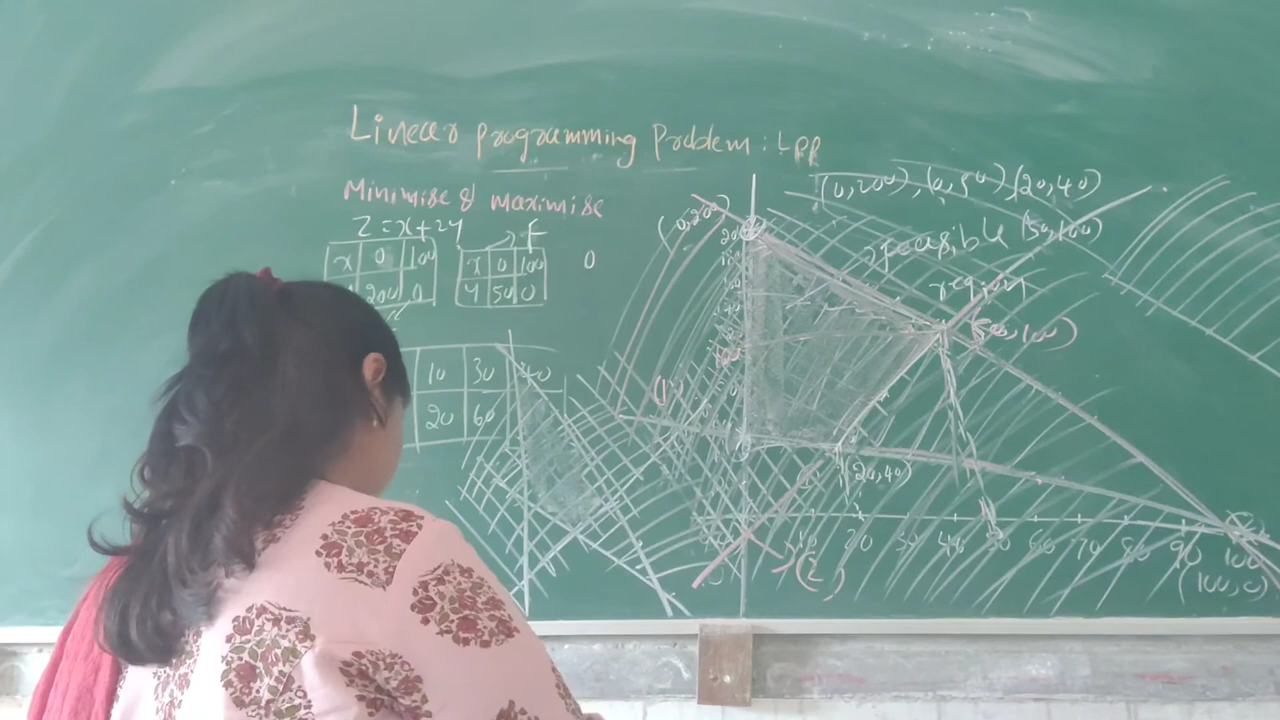 Linear programming Problem : LPP
Minimise & maximise
Z = x + 2y
x 0 100
200 0
x 0 100
y 50 0
0
10 30 40
20 60
(0,200), (0,50), (20,40)
(50,100)
feasible
region
(0,200)
(50,100)
(20,40)
20 30 40 50 60 70 80 90 100
(100,0)